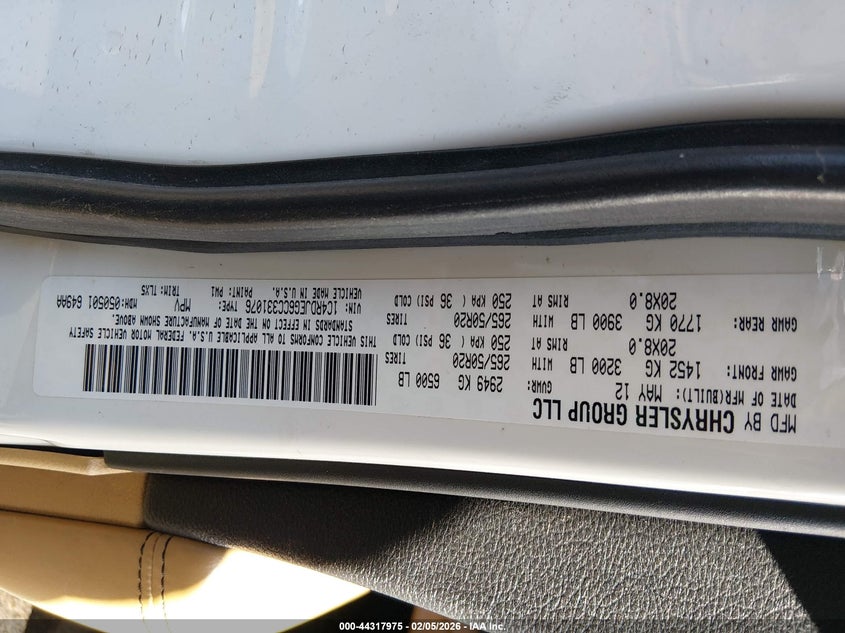 MFD BY CHRYSLER GROUP LLC
DATE OF MFR(BUILT): MAY 12 GVWR: 2949 KG 6500 LB
GAWR FRONT: 1452 KG 3200 LB WITH 265/50R20 TIRES
20X8.0 RIMS AT 250 KPA ( 36 PSI) COLD
GAWR REAR: 1770 KG 3900 LB WITH 265/50R20 TIRES
20X8.0 RIMS AT 250 KPA ( 36 PSI) COLD
THIS VEHICLE CONFORMS TO ALL APPLICABLE U.S.A. FEDERAL MOTOR VEHICLE SAFETY
STANDARDS IN EFFECT ON THE DATE OF MANUFACTURE SHOWN ABOVE.
VIN: 1C4RDJEG6CC331076 TYPE: MPV MDH:050501 649AA
VEHICLE MADE IN U.S.A. PAINT: PW1 TRIM: TLX5
000-44317975 - 02/05/2026 - IAA Inc.